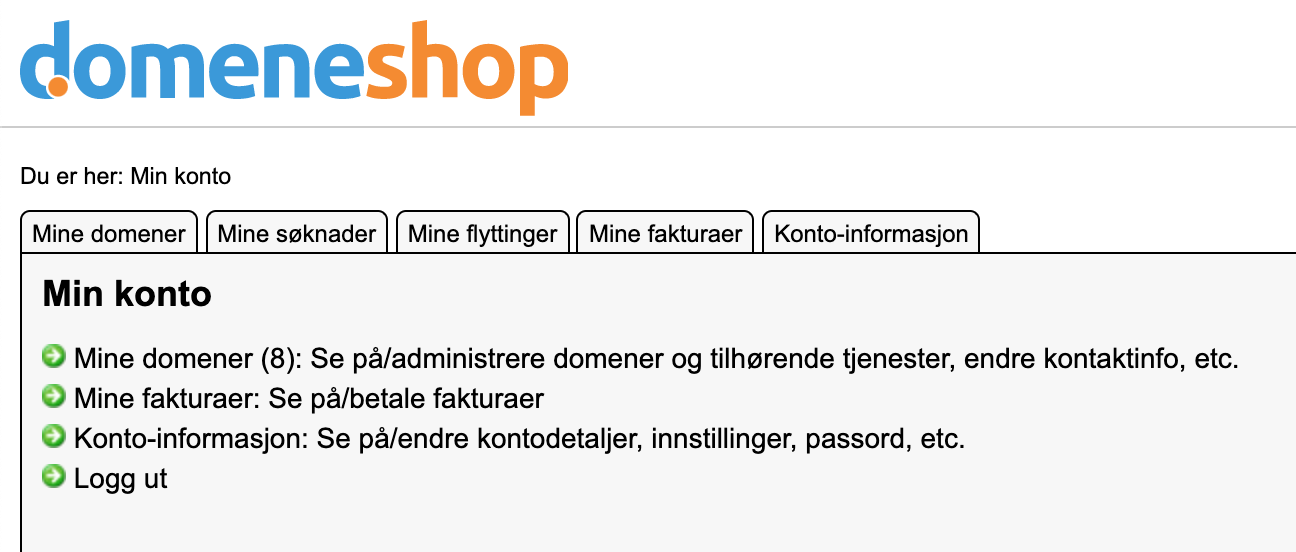 domeneshop
Du er her: Min konto
Mine domener Mine søknader Mine flyttinger Mine fakturaer Konto-informasjon
Min konto
Mine domener (8): Se på/administrere domener og tilhørende tjenester, endre kontaktinfo, etc.
Mine fakturaer: Se på/betale fakturaer
Konto-informasjon: Se på/endre kontodetaljer, innstillinger, passord, etc.
Logg ut